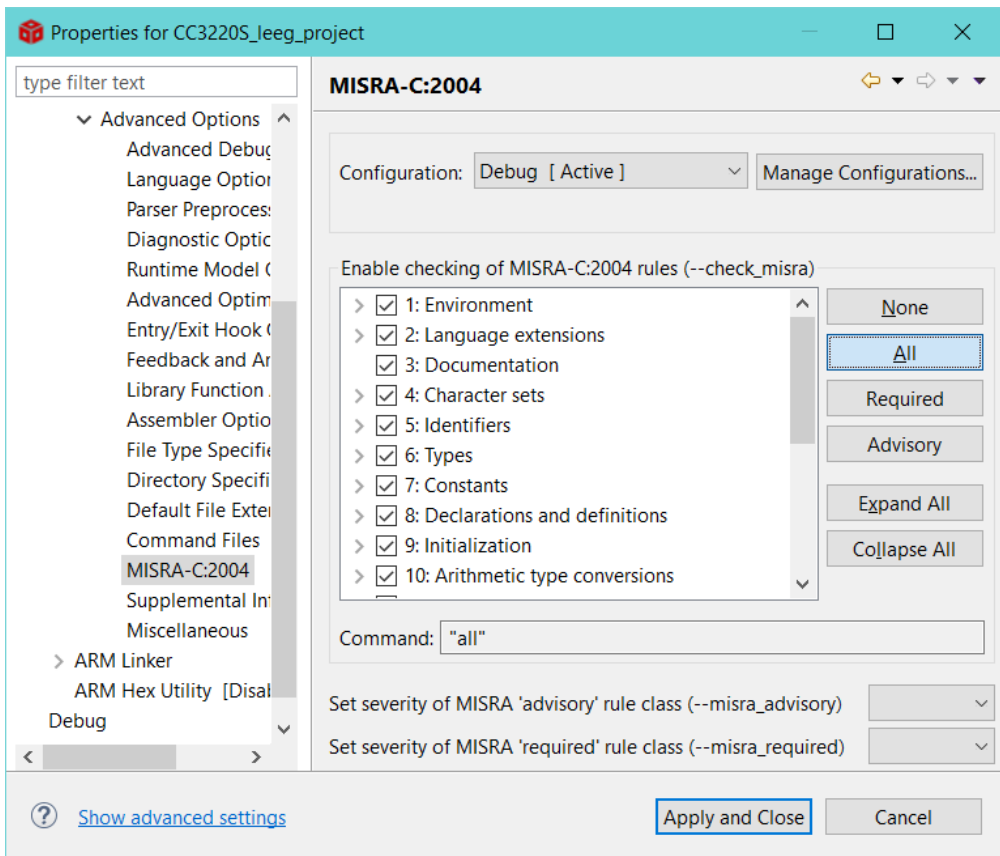 Properties for CC3220S_leeg_project
type filter text
Advanced Options
Advanced Debug
Language Option
Parser Preprocess
Diagnostic Optic
Runtime Model (
Advanced Optim
Entry/Exit Hook (
Feedback and An
Library Function
Assembler Optio
File Type Specifie
Directory Specifi
Default File Exter
Command Files
MISRA-C:2004
Supplemental Inf
Miscellaneous
ARM Linker
ARM Hex Utility [Disab
Debug
MISRA-C:2004
Configuration:
Debug [ Active ]
Manage Configurations...
Enable checking of MISRA-C:2004 rules (--check_misra)
1: Environment
2: Language extensions
3: Documentation
4: Character sets
5: Identifiers
6: Types
7: Constants
8: Declarations and definitions
9: Initialization
10: Arithmetic type conversions
None
All
Required
Advisory
Expand All
Collapse All
Command: "all"
Set severity of MISRA 'advisory' rule class (--misra_advisory)
Set severity of MISRA 'required' rule class (--misra_required)
Show advanced settings
Apply and Close
Cancel